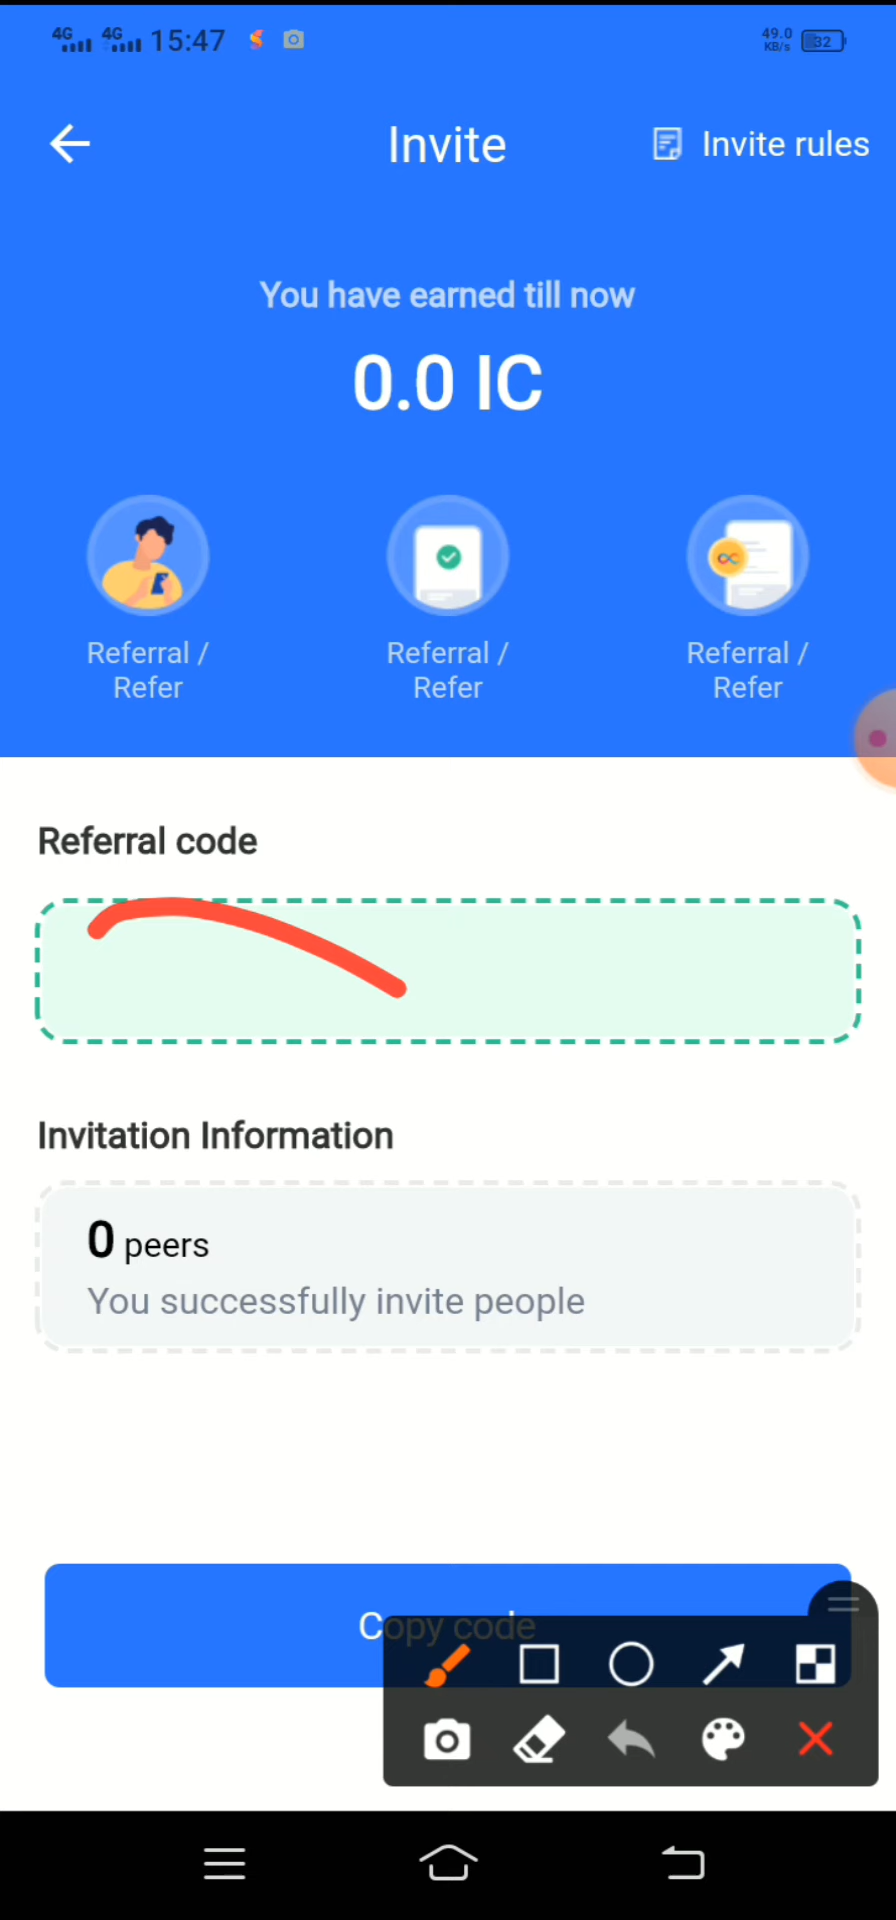 4G 4G 15:47 49.0 KB/s 32
Invite
Invite rules
You have earned till now
0.0 IC
Referral / Refer
Referral / Refer
Referral / Refer
Referral code
Invitation Information
0 peers
You successfully invite people
Copy code